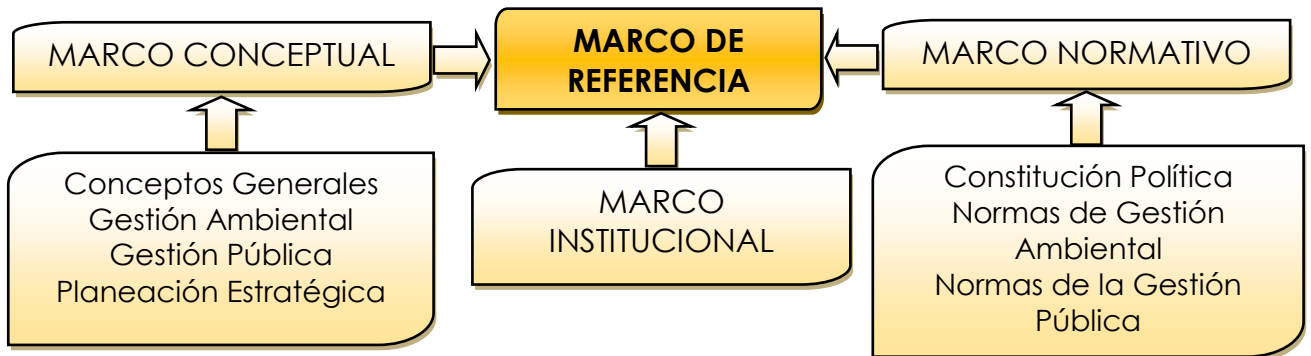 MARCO CONCEPTUAL
MARCO DE
REFERENCIA
MARCO NORMATIVO
Conceptos Generales
Gestión Ambiental
Gestión Pública
Planeación Estratégica
MARCO
INSTITUCIONAL
Constitución Política
Normas de Gestión
Ambiental
Normas de la Gestión
Pública